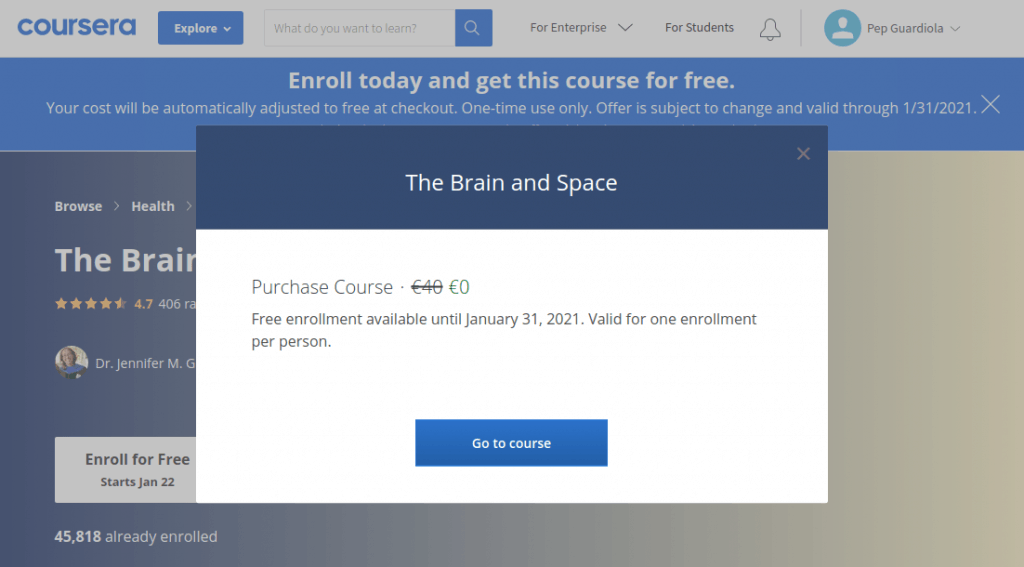 coursera
Explore
What do you want to learn?
For Enterprise
For Students
Pep Guardiola
Enroll today and get this course for free.
Your cost will be automatically adjusted to free at checkout. One-time use only. Offer is subject to change and valid through 1/31/2021.
The Brain and Space
Browse
Health
The Brain
4.7 406 ra
Dr. Jennifer M. G
Purchase Course · €40 €0
Free enrollment available until January 31, 2021. Valid for one enrollment
per person.
Go to course
Enroll for Free
Starts Jan 22
45,818 already enrolled